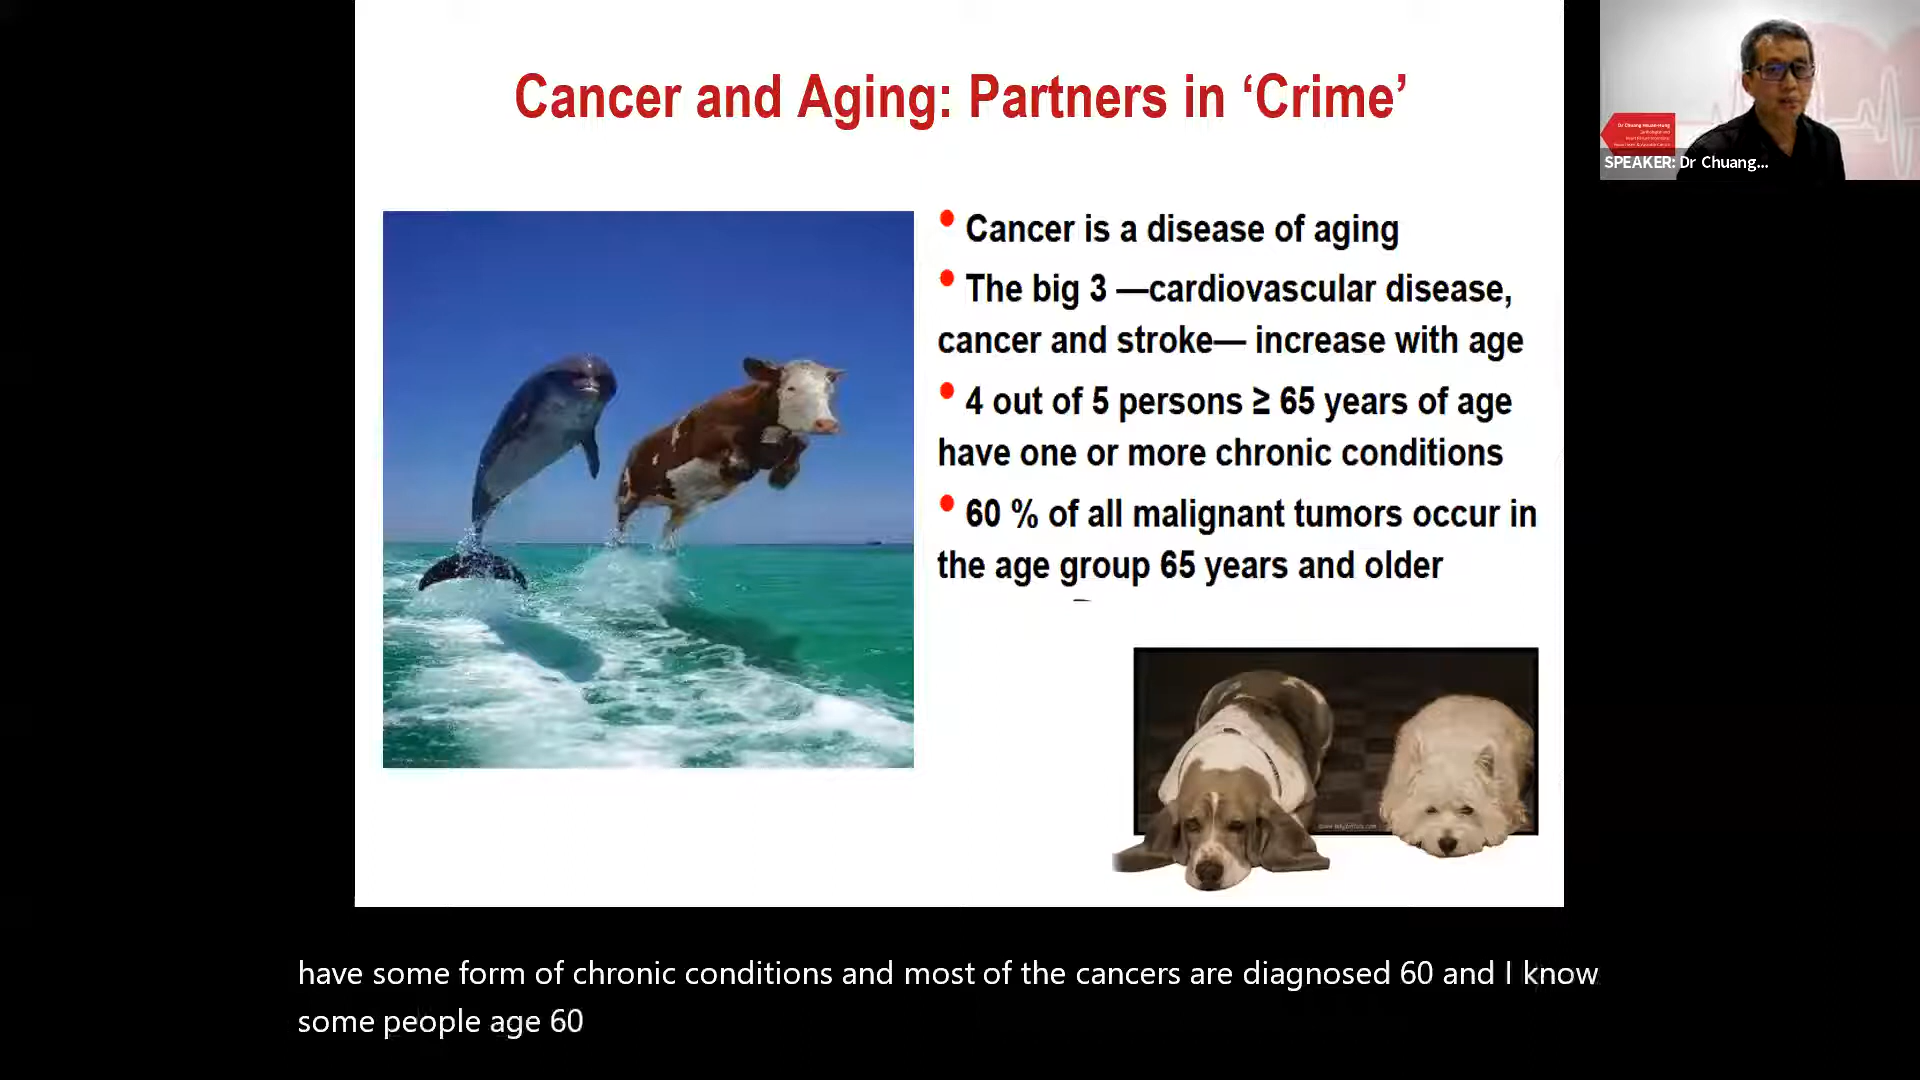 Cancer and Aging: Partners in ‘Crime’
• Cancer is a disease of aging
• The big 3 —cardiovascular disease,
cancer and stroke— increase with age
• 4 out of 5 persons ≥ 65 years of age
have one or more chronic conditions
• 60 % of all malignant tumors occur in
the age group 65 years and older
SPEAKER: Dr Chuang...
have some form of chronic conditions and most of the cancers are diagnosed 60 and I know
some people age 60